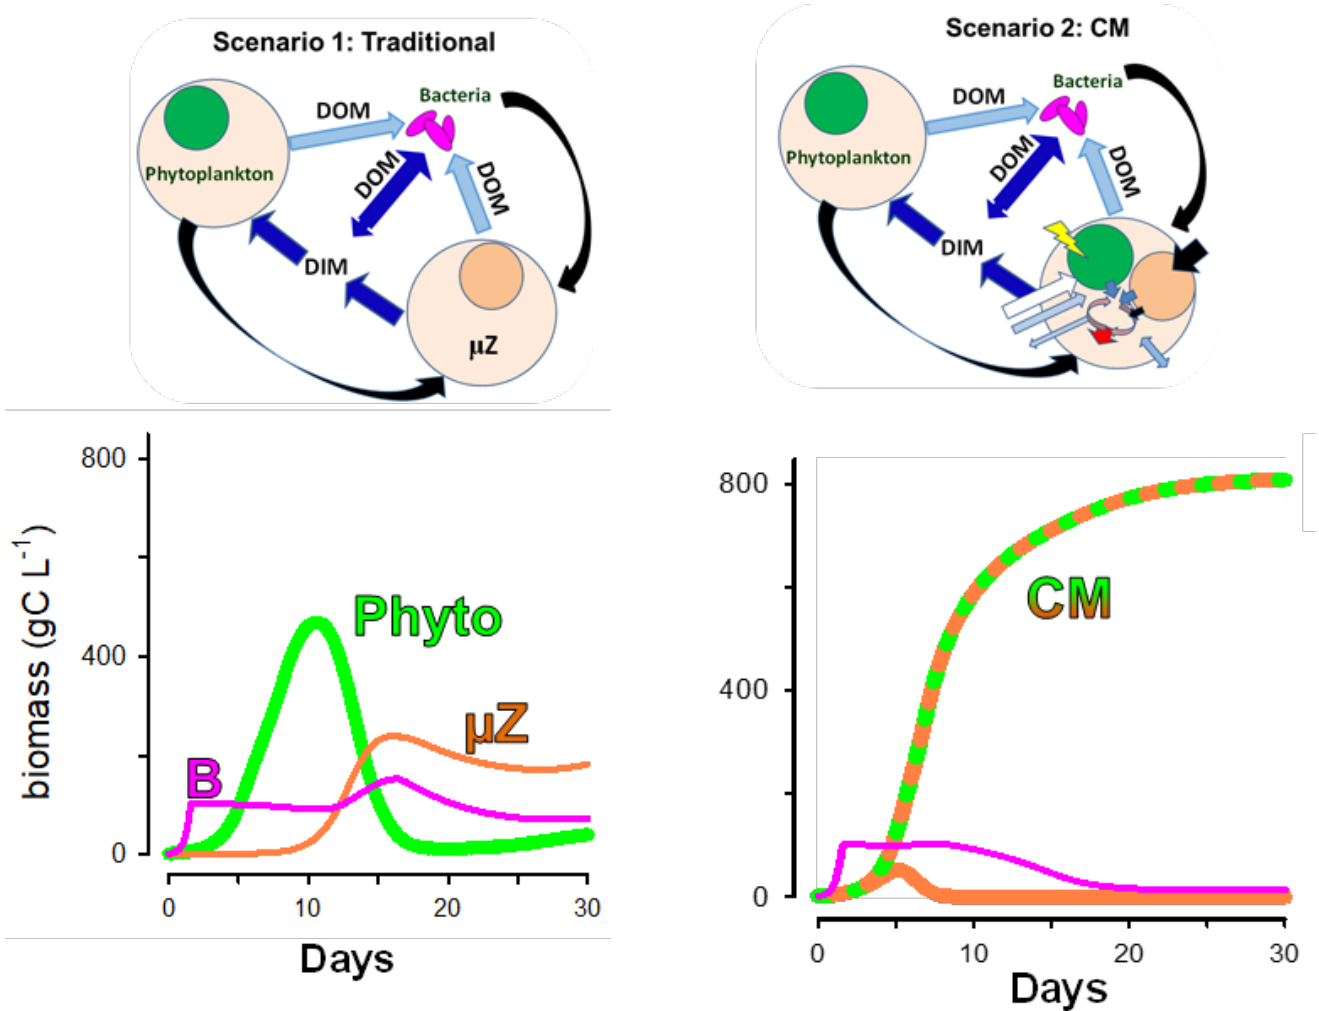 Scenario 1: Traditional
Bacteria
DOM
Phytoplankton
DOM
DOM
DIM
µZ
Scenario 2: CM
Bacteria
DOM
Phytoplankton
DOM
DOM
DIM
biomass (gC L⁻¹)
800
400
0
Phyto
µZ
B
0
10
20
30
Days
800
400
0
CM
0
10
20
30
Days